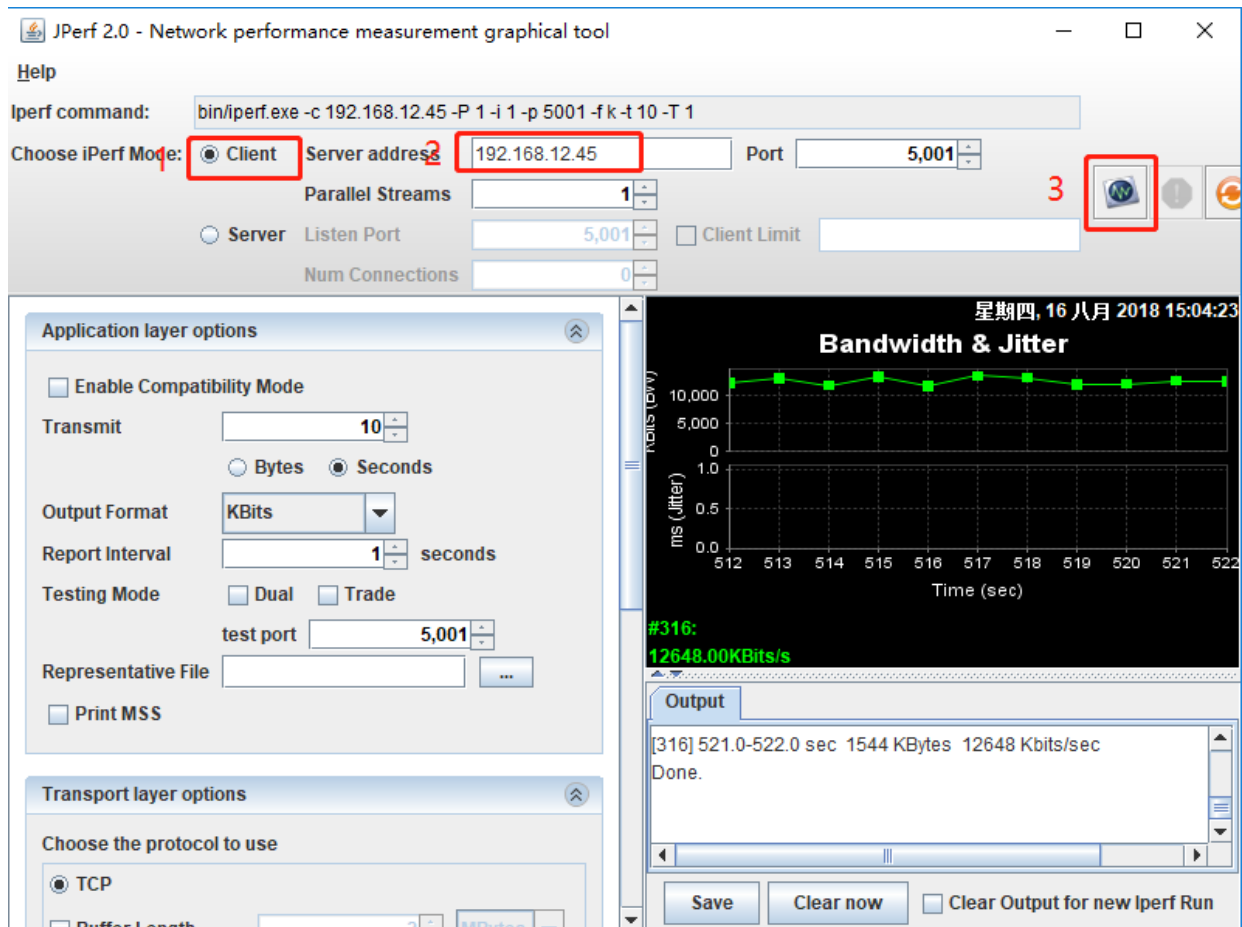 JPerf 2.0 - Network performance measurement graphical tool
Help
Iperf command: bin/iperf.exe -c 192.168.12.45 -P 1 -i 1 -p 5001 -f k -t 10 -T 1
Choose iPerf Mode: 1 Client Server address 2 192.168.12.45 Port 5,001
Parallel Streams 1
3
Server Listen Port 5,001 Client Limit
Num Connections 0
Application layer options
Enable Compatibility Mode
Transmit 10
Bytes Seconds
Output Format KBits
Report Interval 1 seconds
Testing Mode Dual Trade
test port 5,001
Representative File ...
Print MSS
Transport layer options
Choose the protocol to use
TCP
Buffer Length 2 MBytes
星期四, 16 八月 2018 15:04:23
Bandwidth & Jitter
KBits (BW)
10,000
5,000
0
ms (Jitter)
1.0
0.5
0.0
512 513 514 515 516 517 518 519 520 521 522
Time (sec)
#316:
12648.00KBits/s
Output
[316] 521.0-522.0 sec 1544 KBytes 12648 Kbits/sec
Done.
Save Clear now Clear Output for new Iperf Run